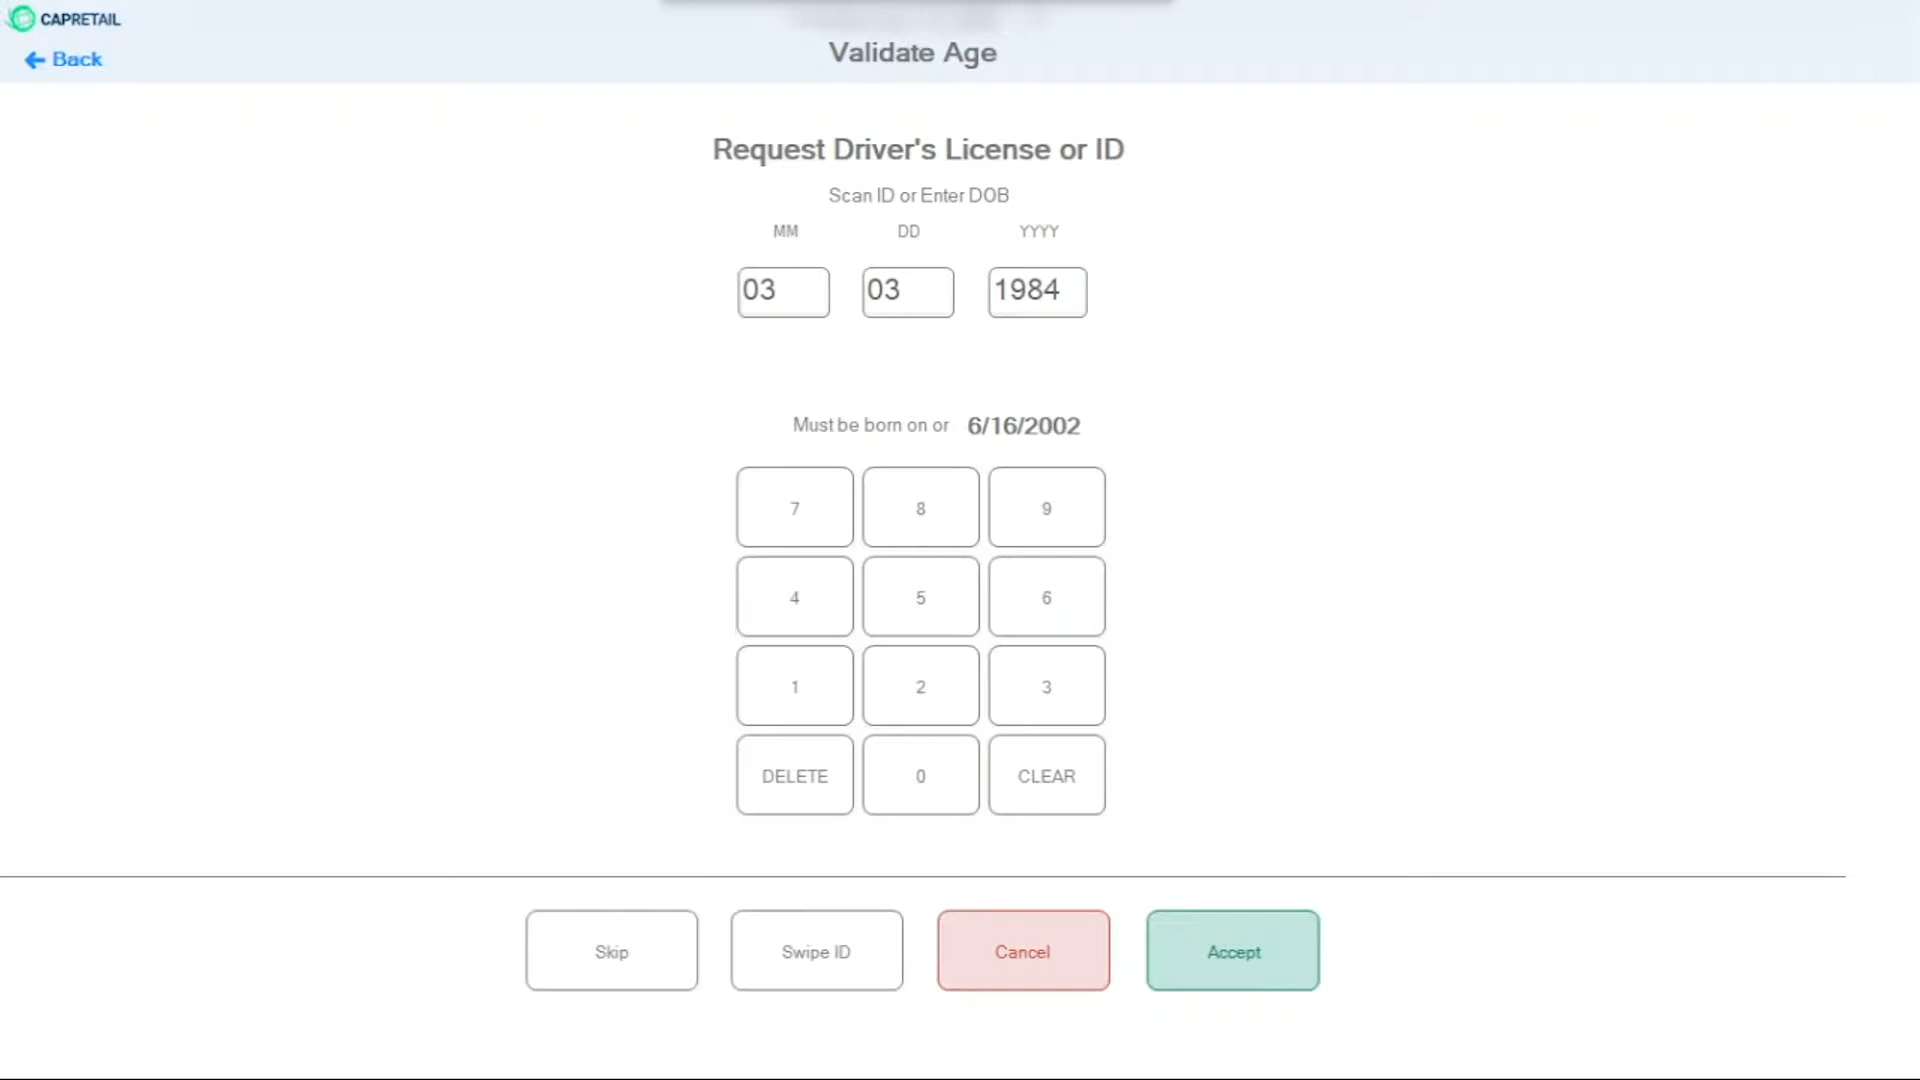 CAPRETAIL
Back
Validate Age
Request Driver's License or ID
Scan ID or Enter DOB
MM DD YYYY
03 03 1984
Must be born on or 6/16/2002
7 8 9
4 5 6
1 2 3
DELETE 0 CLEAR
Skip Swipe ID Cancel Accept